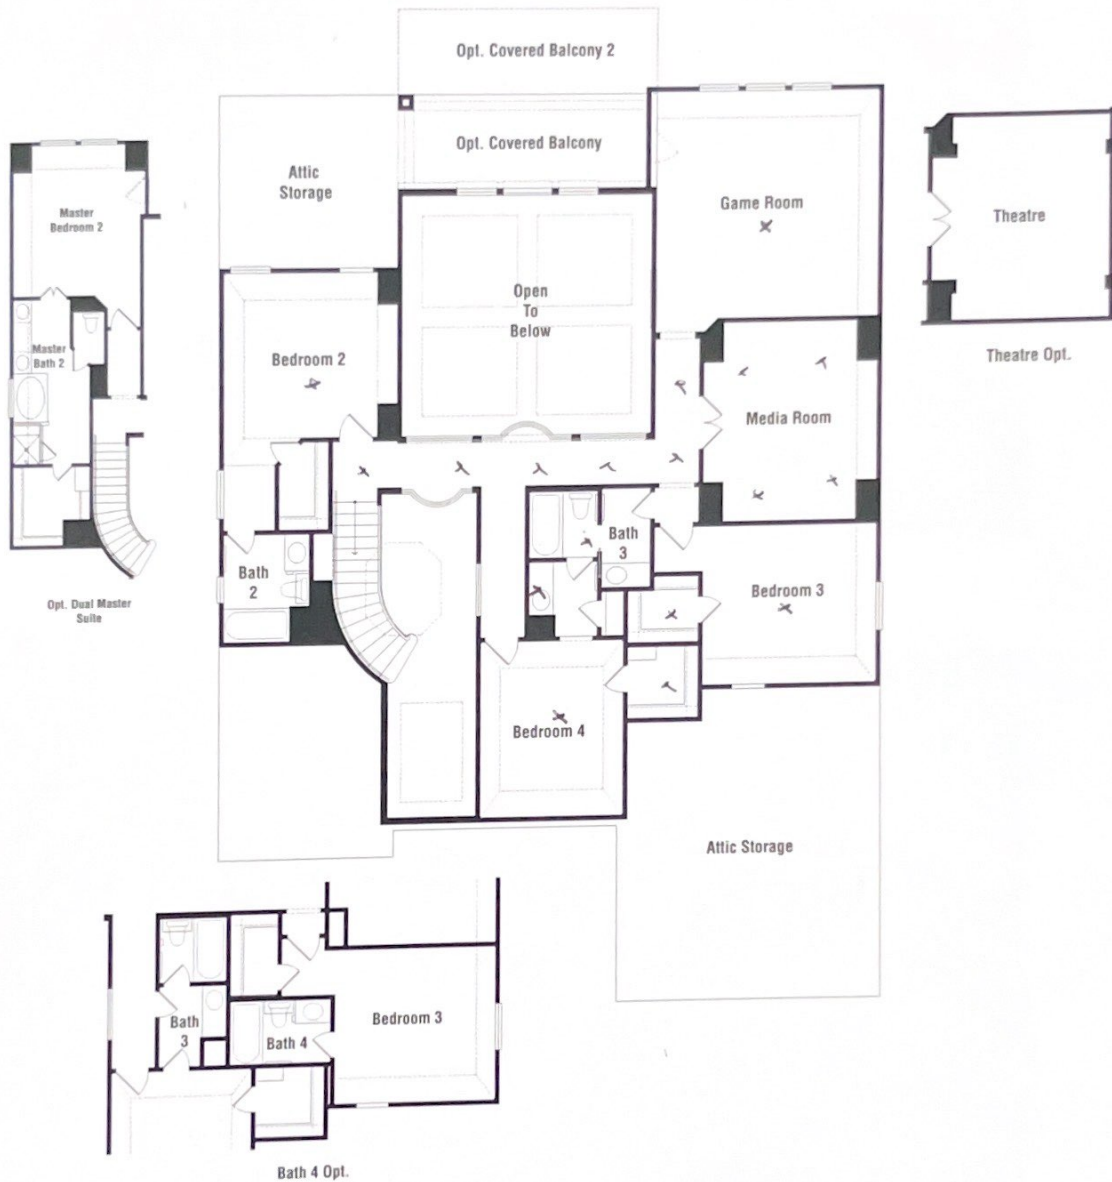 Opt. Covered Balcony 2
Opt. Covered Balcony
Attic
Storage
Game Room
Theatre
Theatre Opt.
Master
Bedroom 2
Master
Bath 2
Opt. Dual Master
Suite
Open
To
Below
Bedroom 2
Media Room
Bath
2
Bath
3
Bedroom 3
Bedroom 4
Attic Storage
Bath
3
Bath 4
Bedroom 3
Bath 4 Opt.